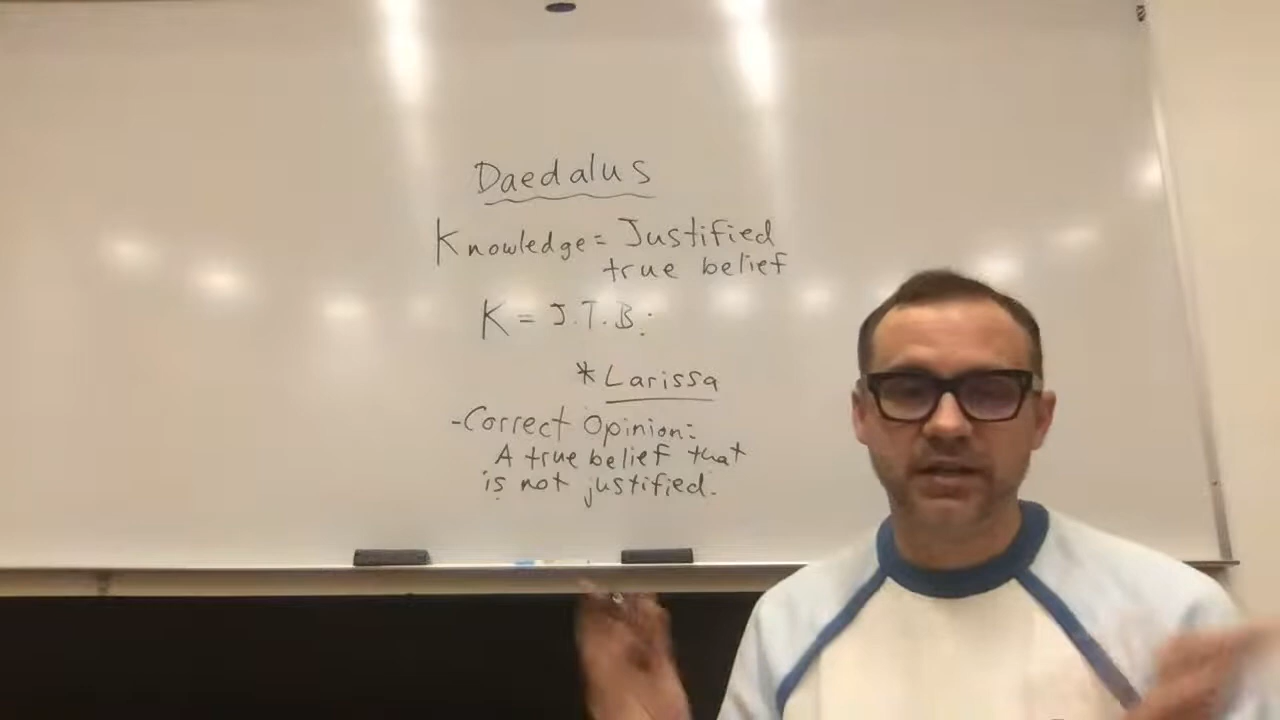 Daedalus
Knowledge = Justified
true belief
K = J.T.B:
* Larissa
- Correct Opinion:
A true belief that
is not justified.